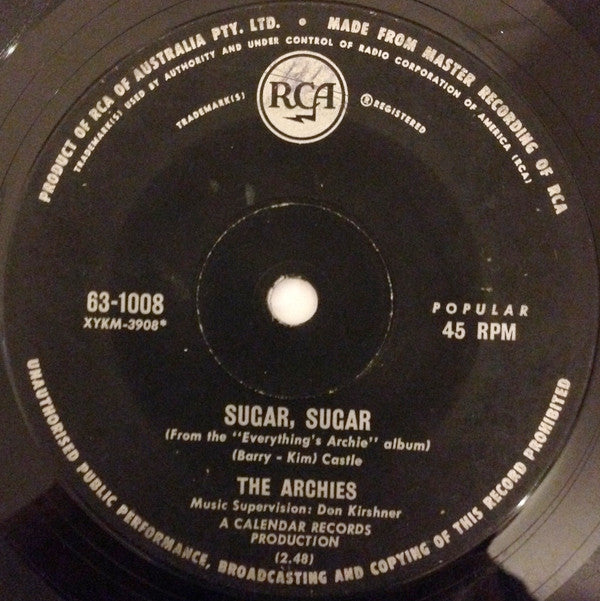 PRODUCT OF RCA OF AUSTRALIA PTY. LTD. • MADE FROM MASTER RECORDING OF RCA
TRADEMARK(S) USED BY AUTHORITY AND UNDER CONTROL OF RADIO CORPORATION OF AMERICA (RCA)
RCA
TRADEMARK(S) ® REGISTERED
63-1008
XYKM-3908*
POPULAR
45 RPM
SUGAR, SUGAR
(From the "Everything's Archie" album)
(Barry - Kim) Castle
THE ARCHIES
Music Supervision: Don Kirshner
A CALENDAR RECORDS
PRODUCTION
(2.48)
UNAUTHORISED PUBLIC PERFORMANCE, BROADCASTING AND COPYING OF THIS RECORD PROHIBITED